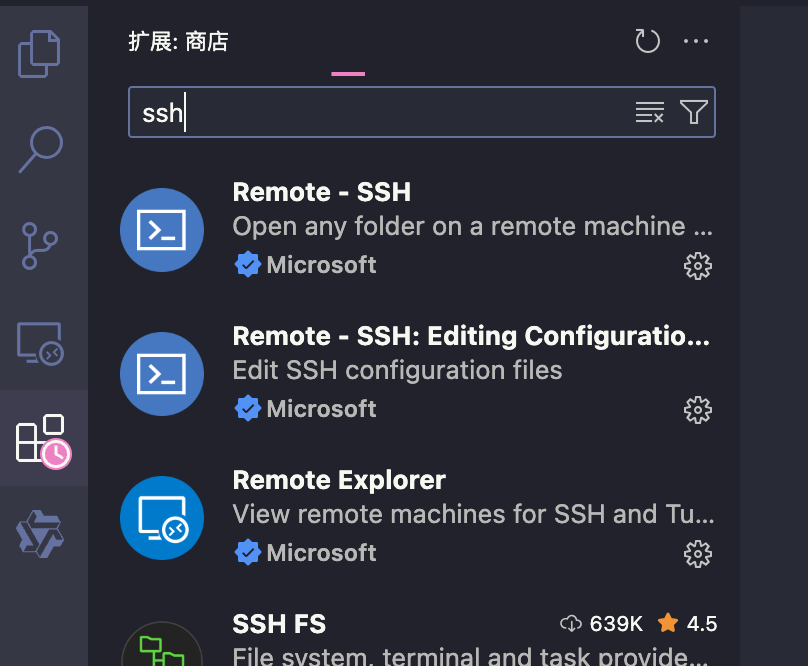 扩展: 商店
ssh
Remote - SSH
Open any folder on a remote machine ...
Microsoft
Remote - SSH: Editing Configuratio...
Edit SSH configuration files
Microsoft
Remote Explorer
View remote machines for SSH and Tu...
Microsoft
SSH FS 639K 4.5
File system, terminal and task provide...